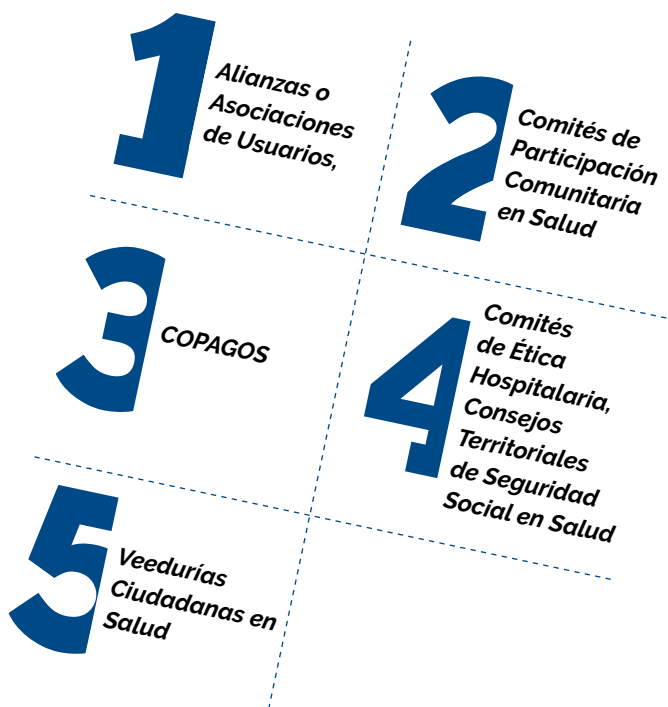 1
Alianzas o
Asociaciones
de Usuarios,
2
Comités de
Participación
Comunitaria
en Salud
3
COPAGOS
4
Comités
de Ética
Hospitalaria,
Consejos
Territoriales
de Seguridad
Social en Salud
5
Veedurías
Ciudadanas en
Salud